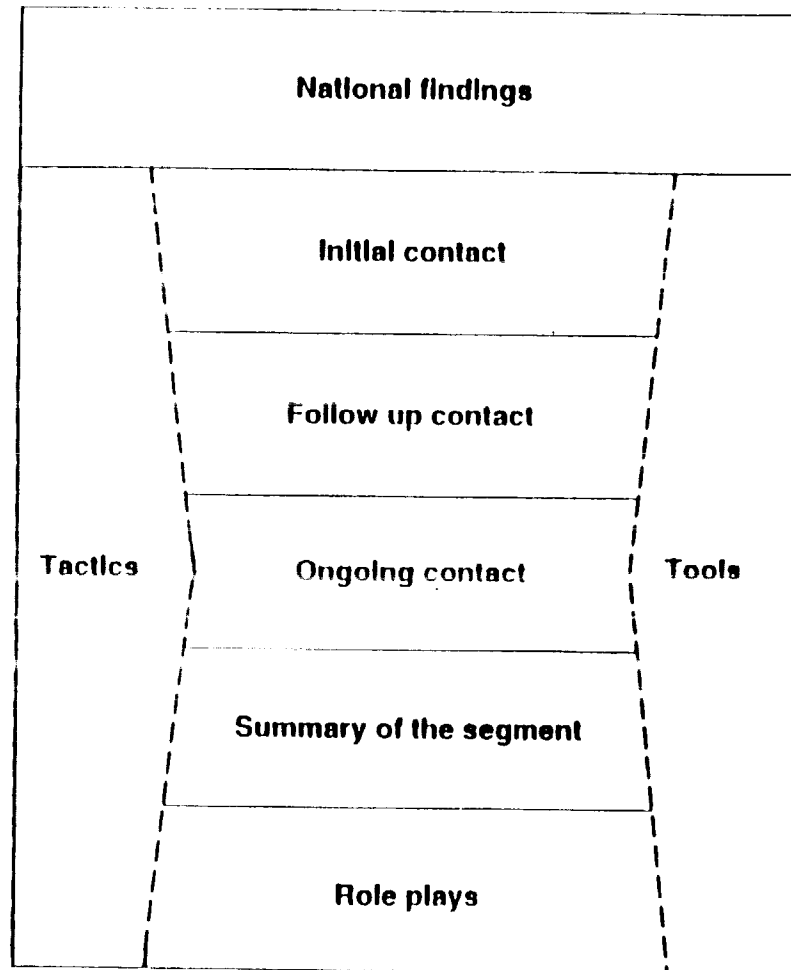 National findings
Initial contact
Follow up contact
Tactics
Ongoing contact
Tools
Summary of the segment
Role plays